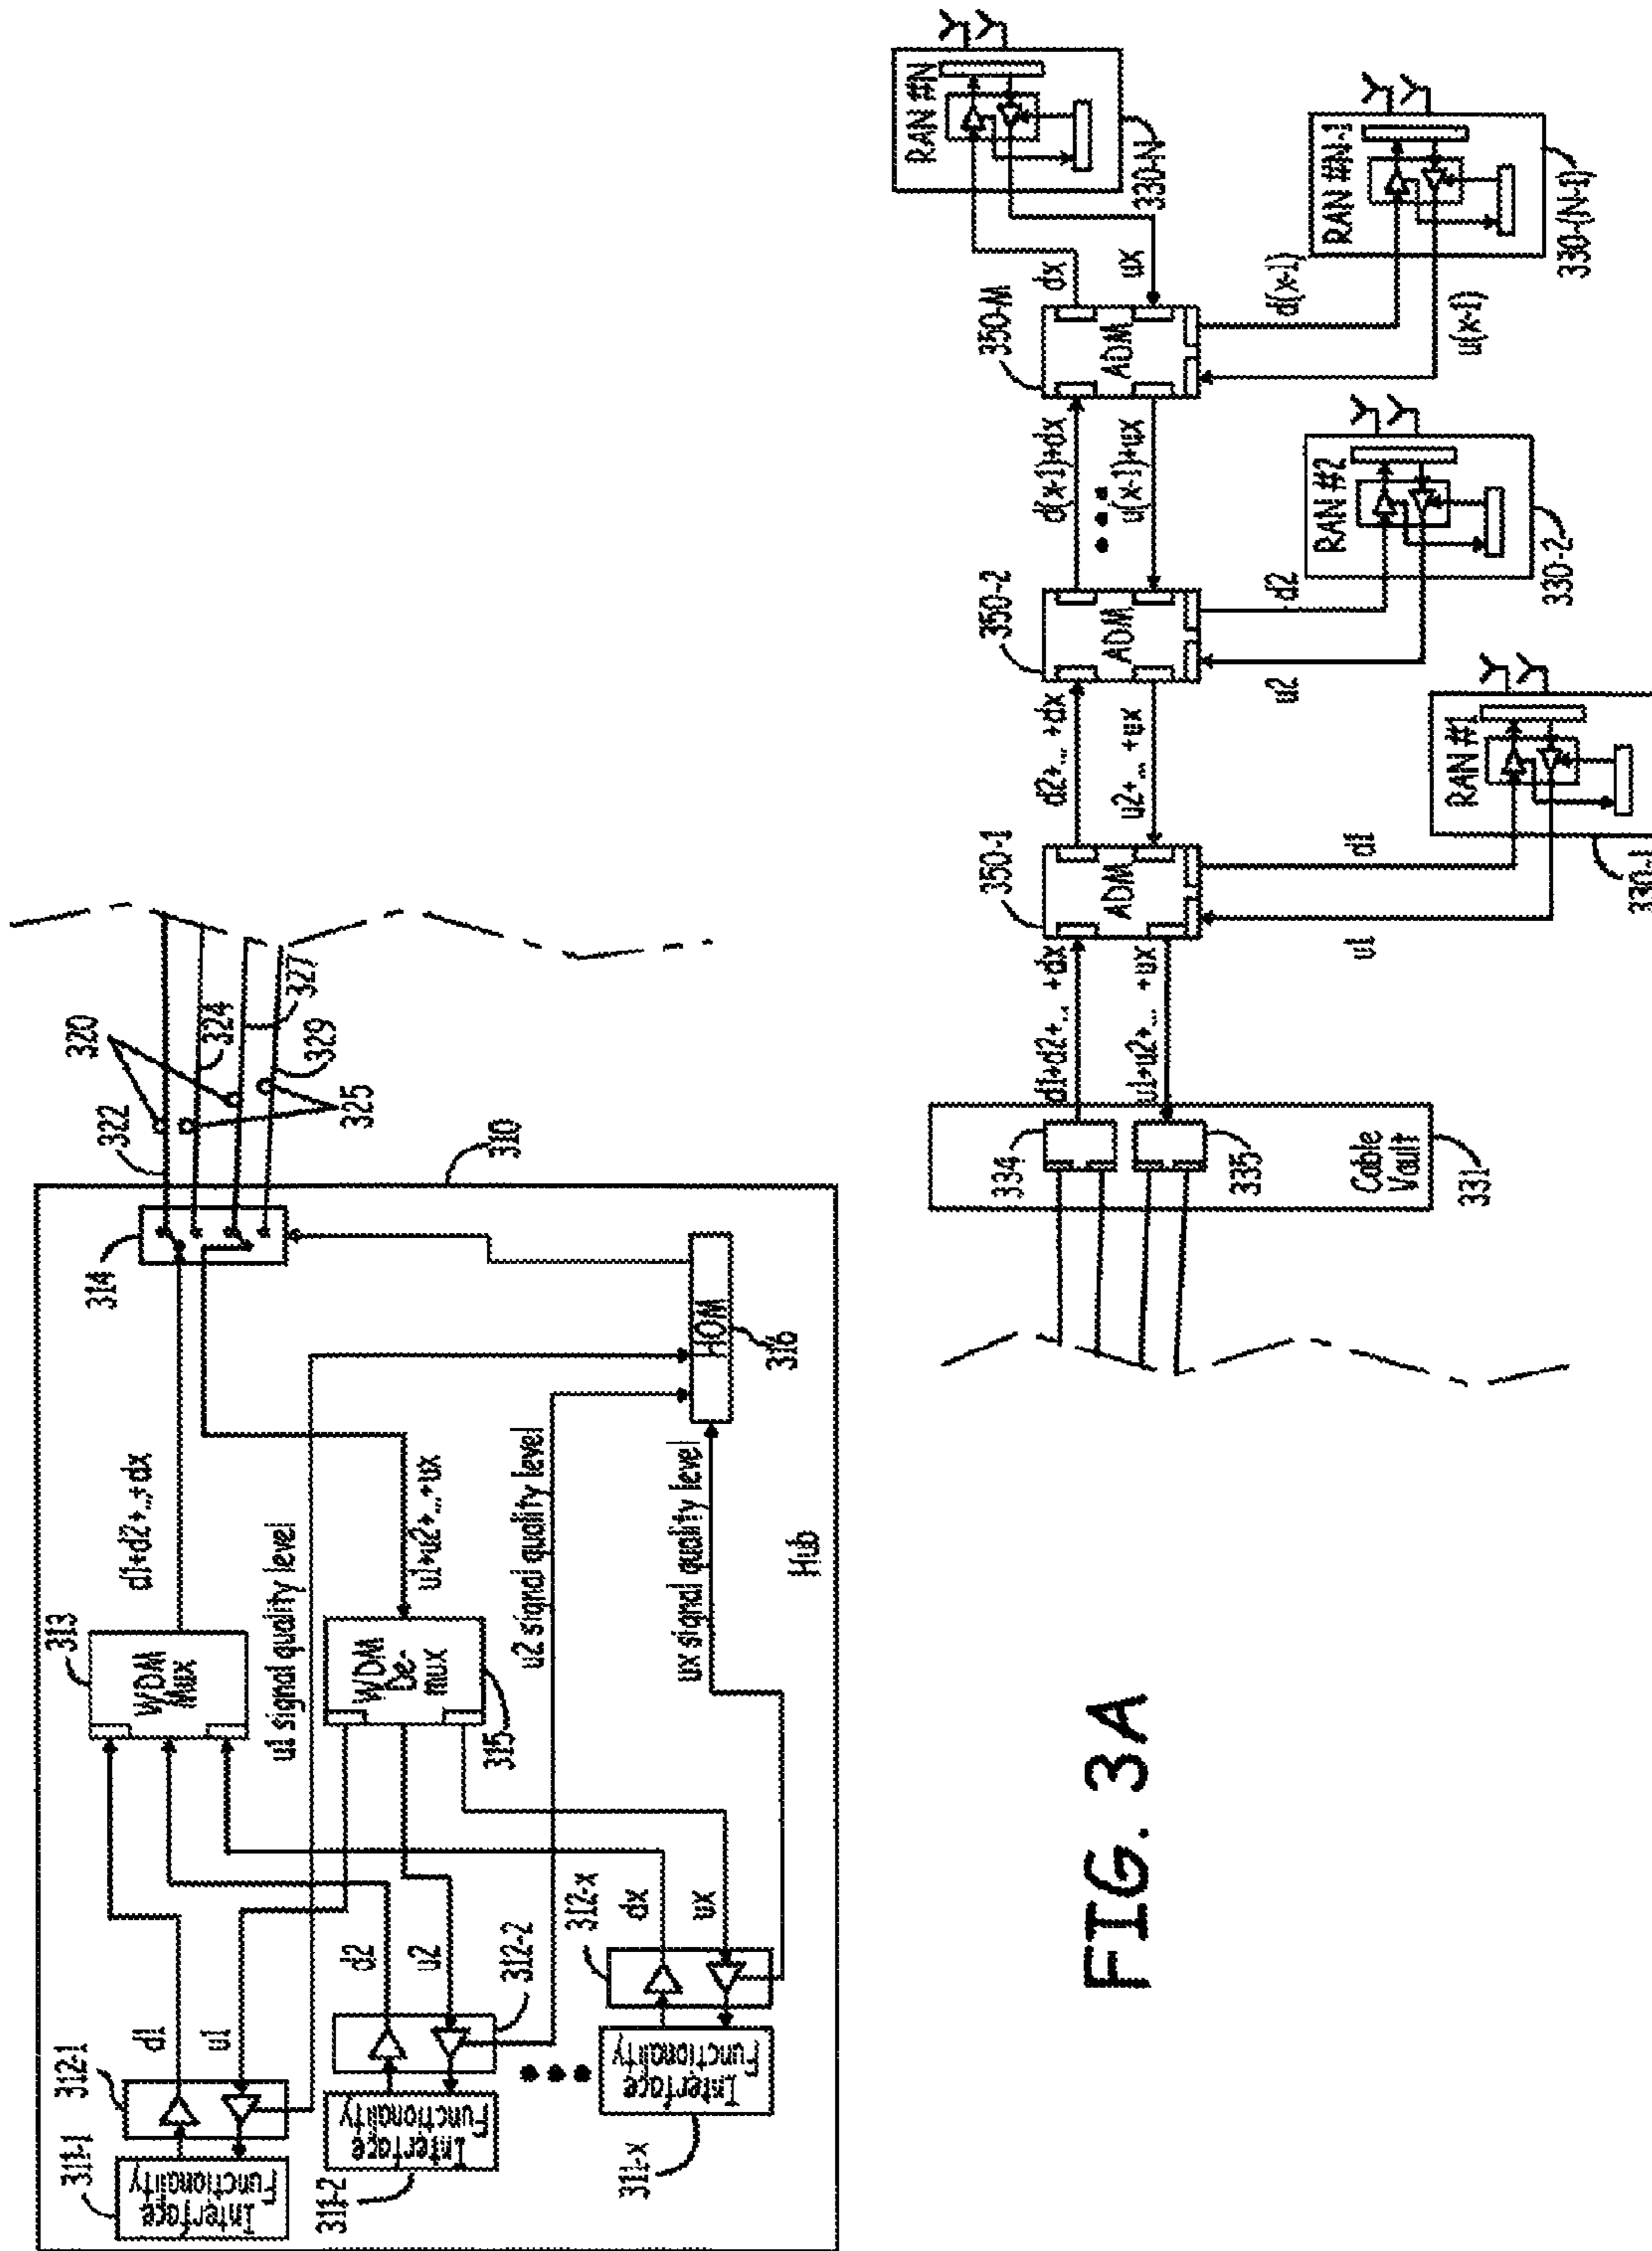 311-1
Interface
Functionality
312-1
d1
u1
311-2
Interface
Functionality
d2
u2
312-2
311-x
Interface
Functionality
312-x
dx
ux
313
WDM
Mux
d1+d2+...+dx
u1 signal quality level
WDM
De-
mux
315
u1+u2+...+ux
u2 signal quality level
ux signal quality level
Hub
314
HOM
316
310
322
320
324
327
329
325
334
335
Cable
Vault
331
d1+d2+... +dx
u1+u2+... +ux
350-1
ADM
d1
u1
RAN #1
330-1
d2+... +dx
u2+... +ux
350-2
ADM
d2
u2
RAN #2
330-2
d(x-1)+dx
u(x-1)+ux
350-M
ADM
d(x-1)
u(x-1)
RAN #N-1
330-(N-1)
dx
ux
RAN #N
330-N
FIG. 3A